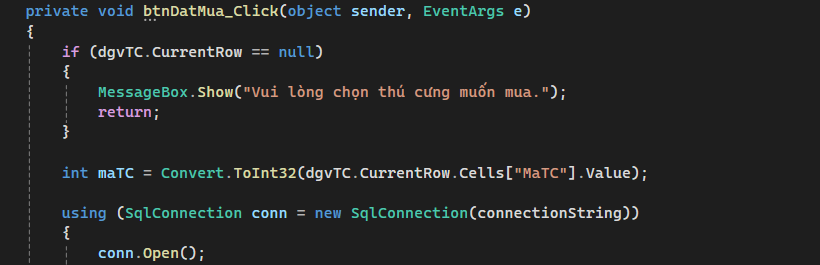 private void btnDatMua_Click(object sender, EventArgs e)
{
if (dgvTC.CurrentRow == null)
{
MessageBox.Show("Vui lòng chọn thú cưng muốn mua.");
return;
}
int maTC = Convert.ToInt32(dgvTC.CurrentRow.Cells["MaTC"].Value);
using (SqlConnection conn = new SqlConnection(connectionString))
{
conn.Open();